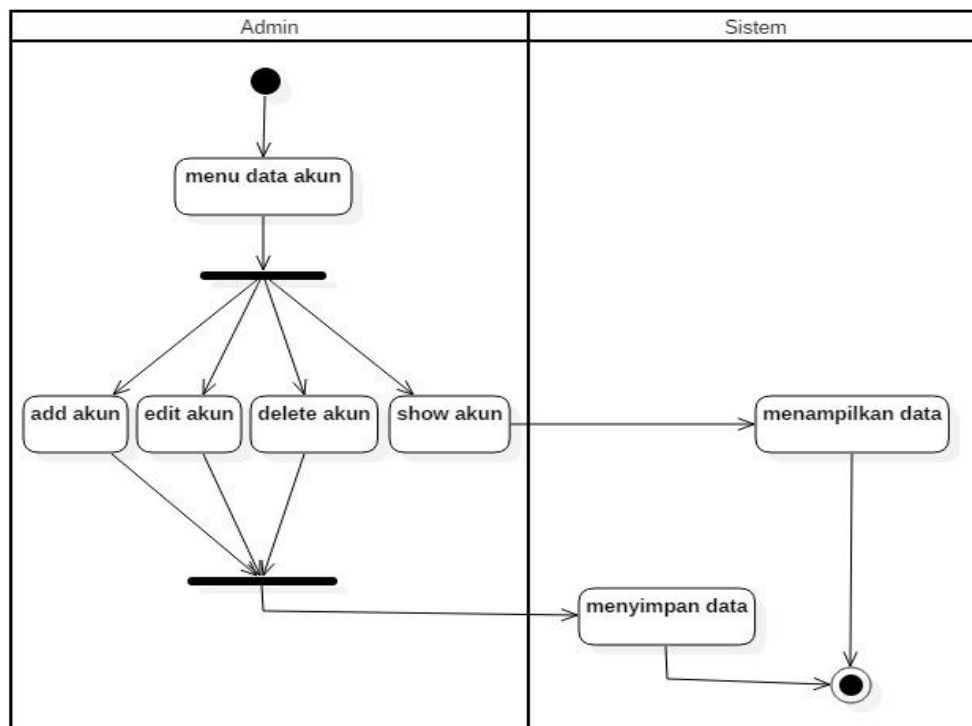 Admin
Sistem
menu data akun
add akun
edit akun
delete akun
show akun
menampilkan data
menyimpan data